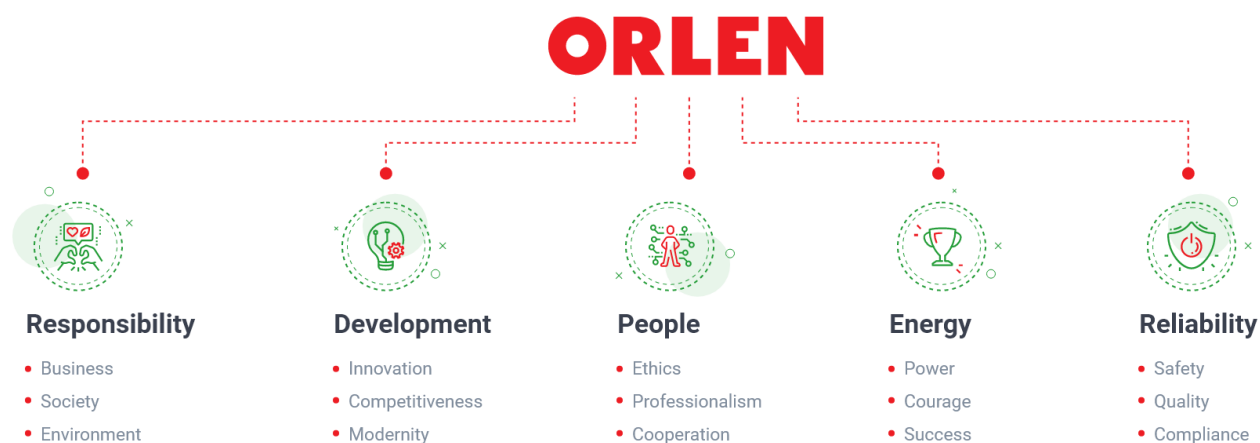 ORLEN
Responsibility
Business
Society
Environment
Development
Innovation
Competitiveness
Modernity
People
Ethics
Professionalism
Cooperation
Energy
Power
Courage
Success
Reliability
Safety
Quality
Compliance